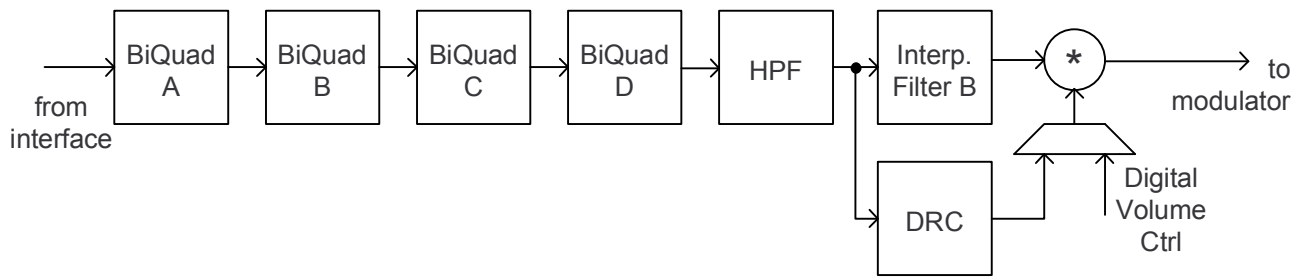 from
interface
BiQuad
A
BiQuad
B
BiQuad
C
BiQuad
D
HPF
Interp.
Filter B
*
to
modulator
DRC
Digital
Volume
Ctrl